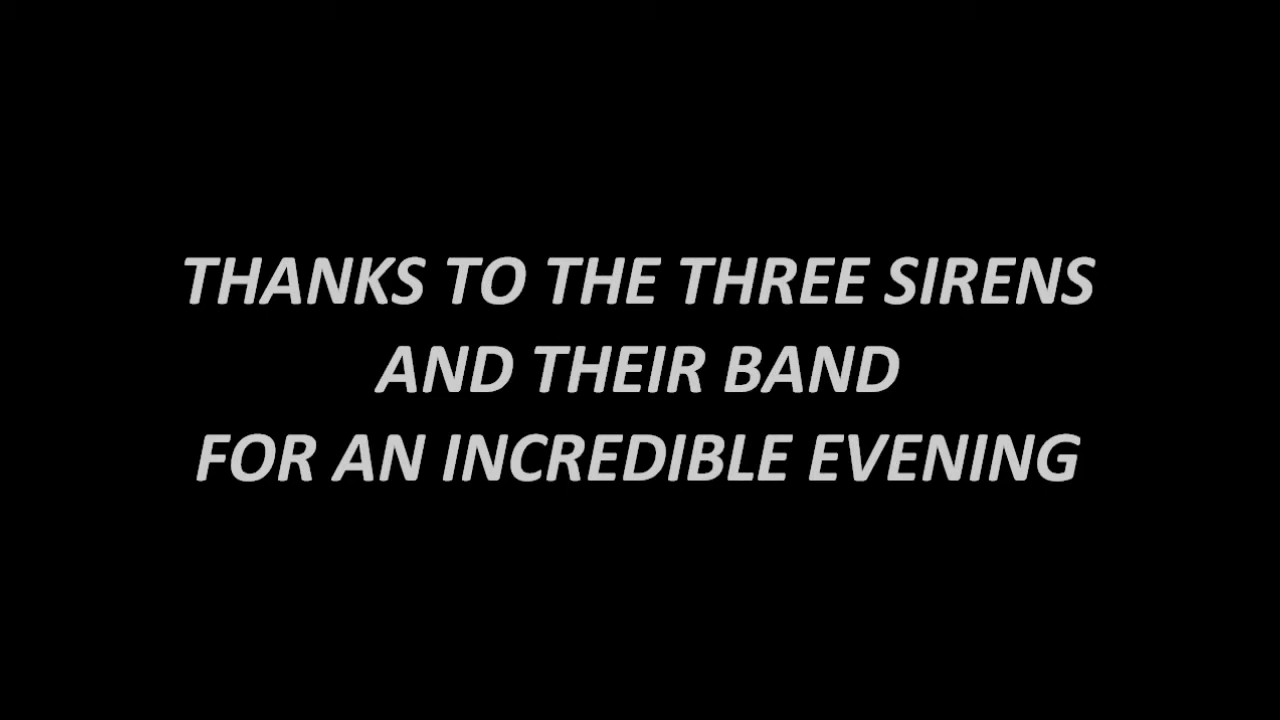 THANKS TO THE THREE SIRENS
AND THEIR BAND
FOR AN INCREDIBLE EVENING